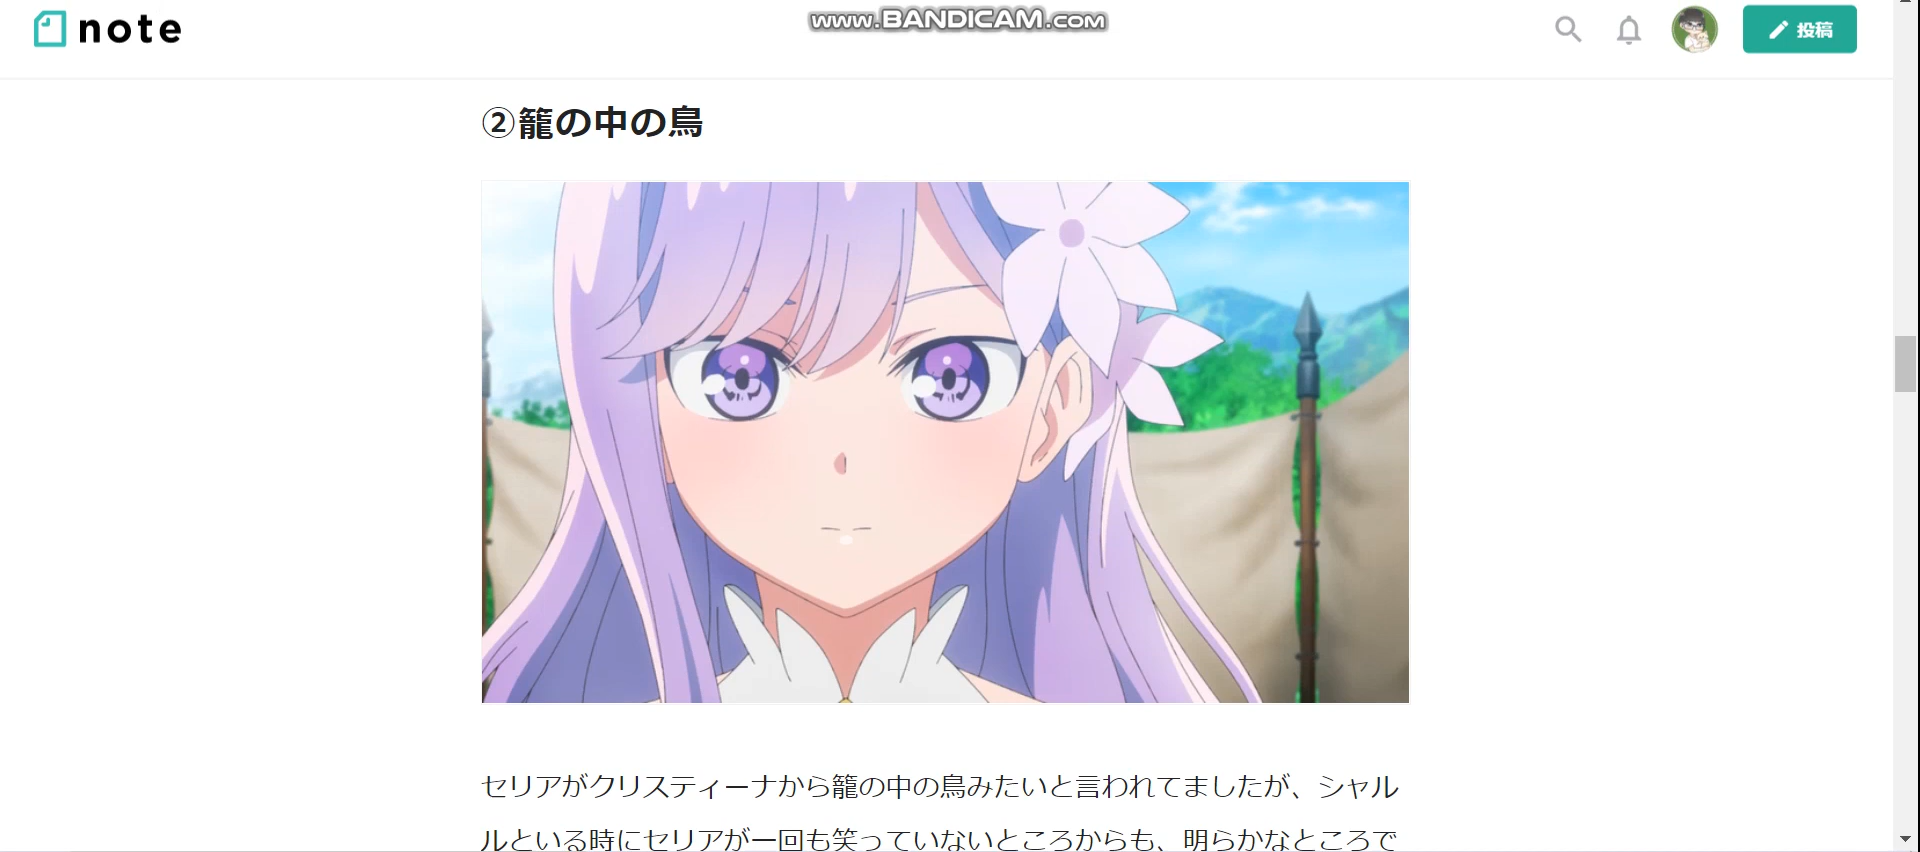 note
www.BANDICAM.com
投稿
②籠の中の鳥
セリアがクリスティーナから籠の中の鳥みたいと言われてましたが、シャル
ルといる時にセリアが一回も笑っていないところからも、明らかなところで